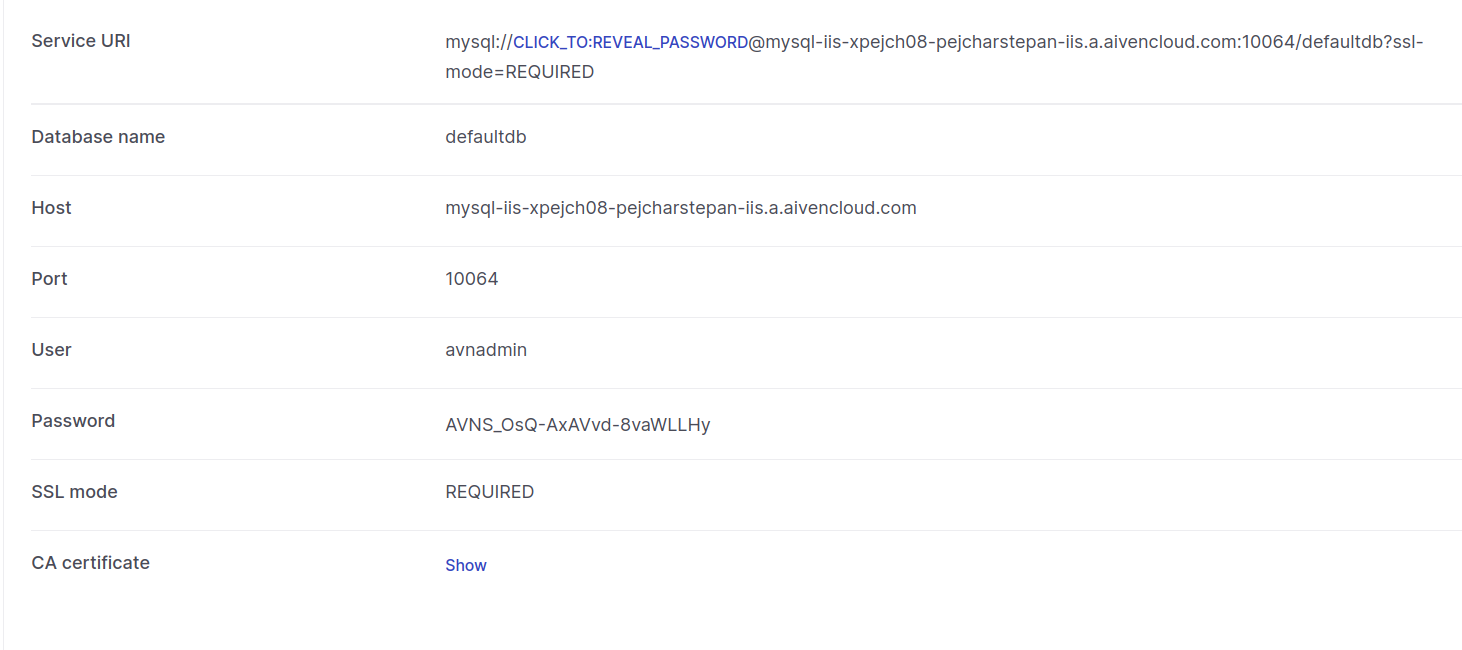 Service URI
mysql://CLICK_TO:REVEAL_PASSWORD@mysql-iis-xpejch08-pejcharstepan-iis.a.aivencloud.com:10064/defaultdb?ssl-
mode=REQUIRED
Database name
defaultdb
Host
mysql-iis-xpejch08-pejcharstepan-iis.a.aivencloud.com
Port
10064
User
avnadmin
Password
AVNS_OsQ-AxAVvd-8vaWLLHy
SSL mode
REQUIRED
CA certificate
Show